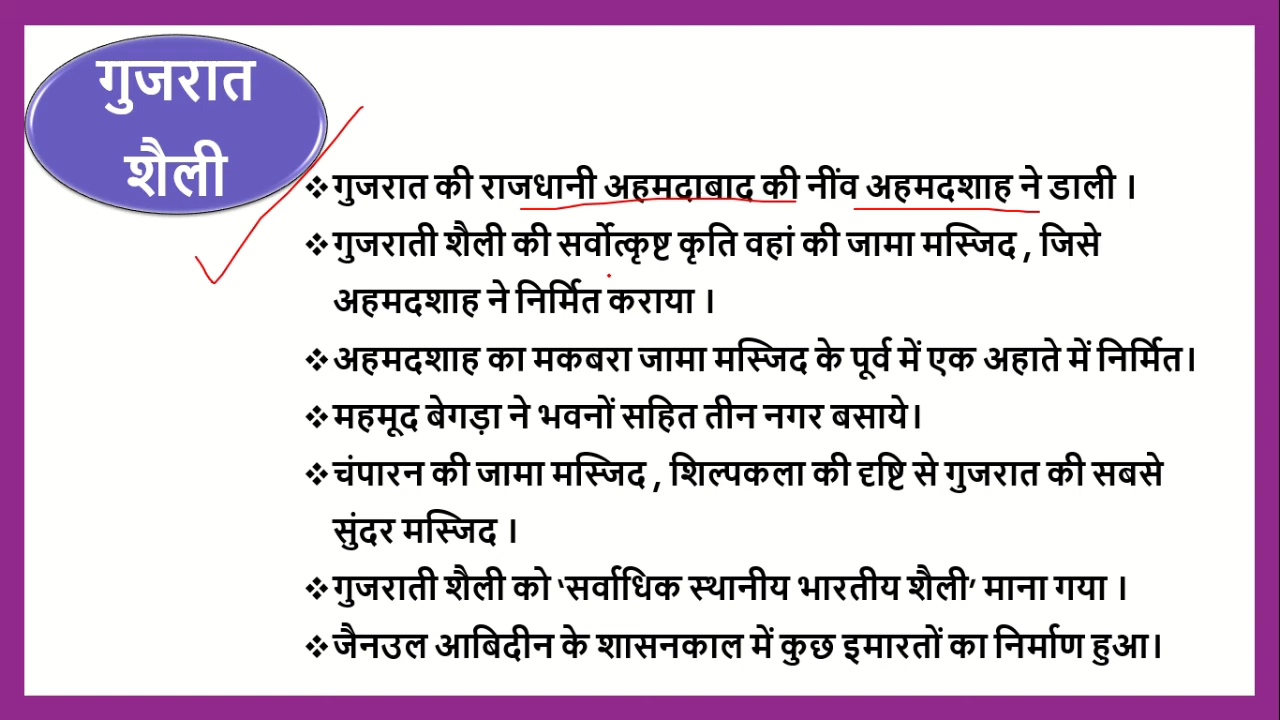 गुजरात
शैली
❖गुजरात की राजधानी अहमदाबाद की नींव अहमदशाह ने डाली ।
❖गुजराती शैली की सर्वोत्कृष्ट कृति वहां की जामा मस्जिद , जिसे
अहमदशाह ने निर्मित कराया ।
❖अहमदशाह का मकबरा जामा मस्जिद के पूर्व में एक अहाते में निर्मित।
❖महमूद बेगड़ा ने भवनों सहित तीन नगर बसाये।
❖चंपारन की जामा मस्जिद , शिल्पकला की दृष्टि से गुजरात की सबसे
सुंदर मस्जिद ।
❖गुजराती शैली को ‘सर्वाधिक स्थानीय भारतीय शैली’ माना गया ।
❖जैनउल आबिदीन के शासनकाल में कुछ इमारतों का निर्माण हुआ।